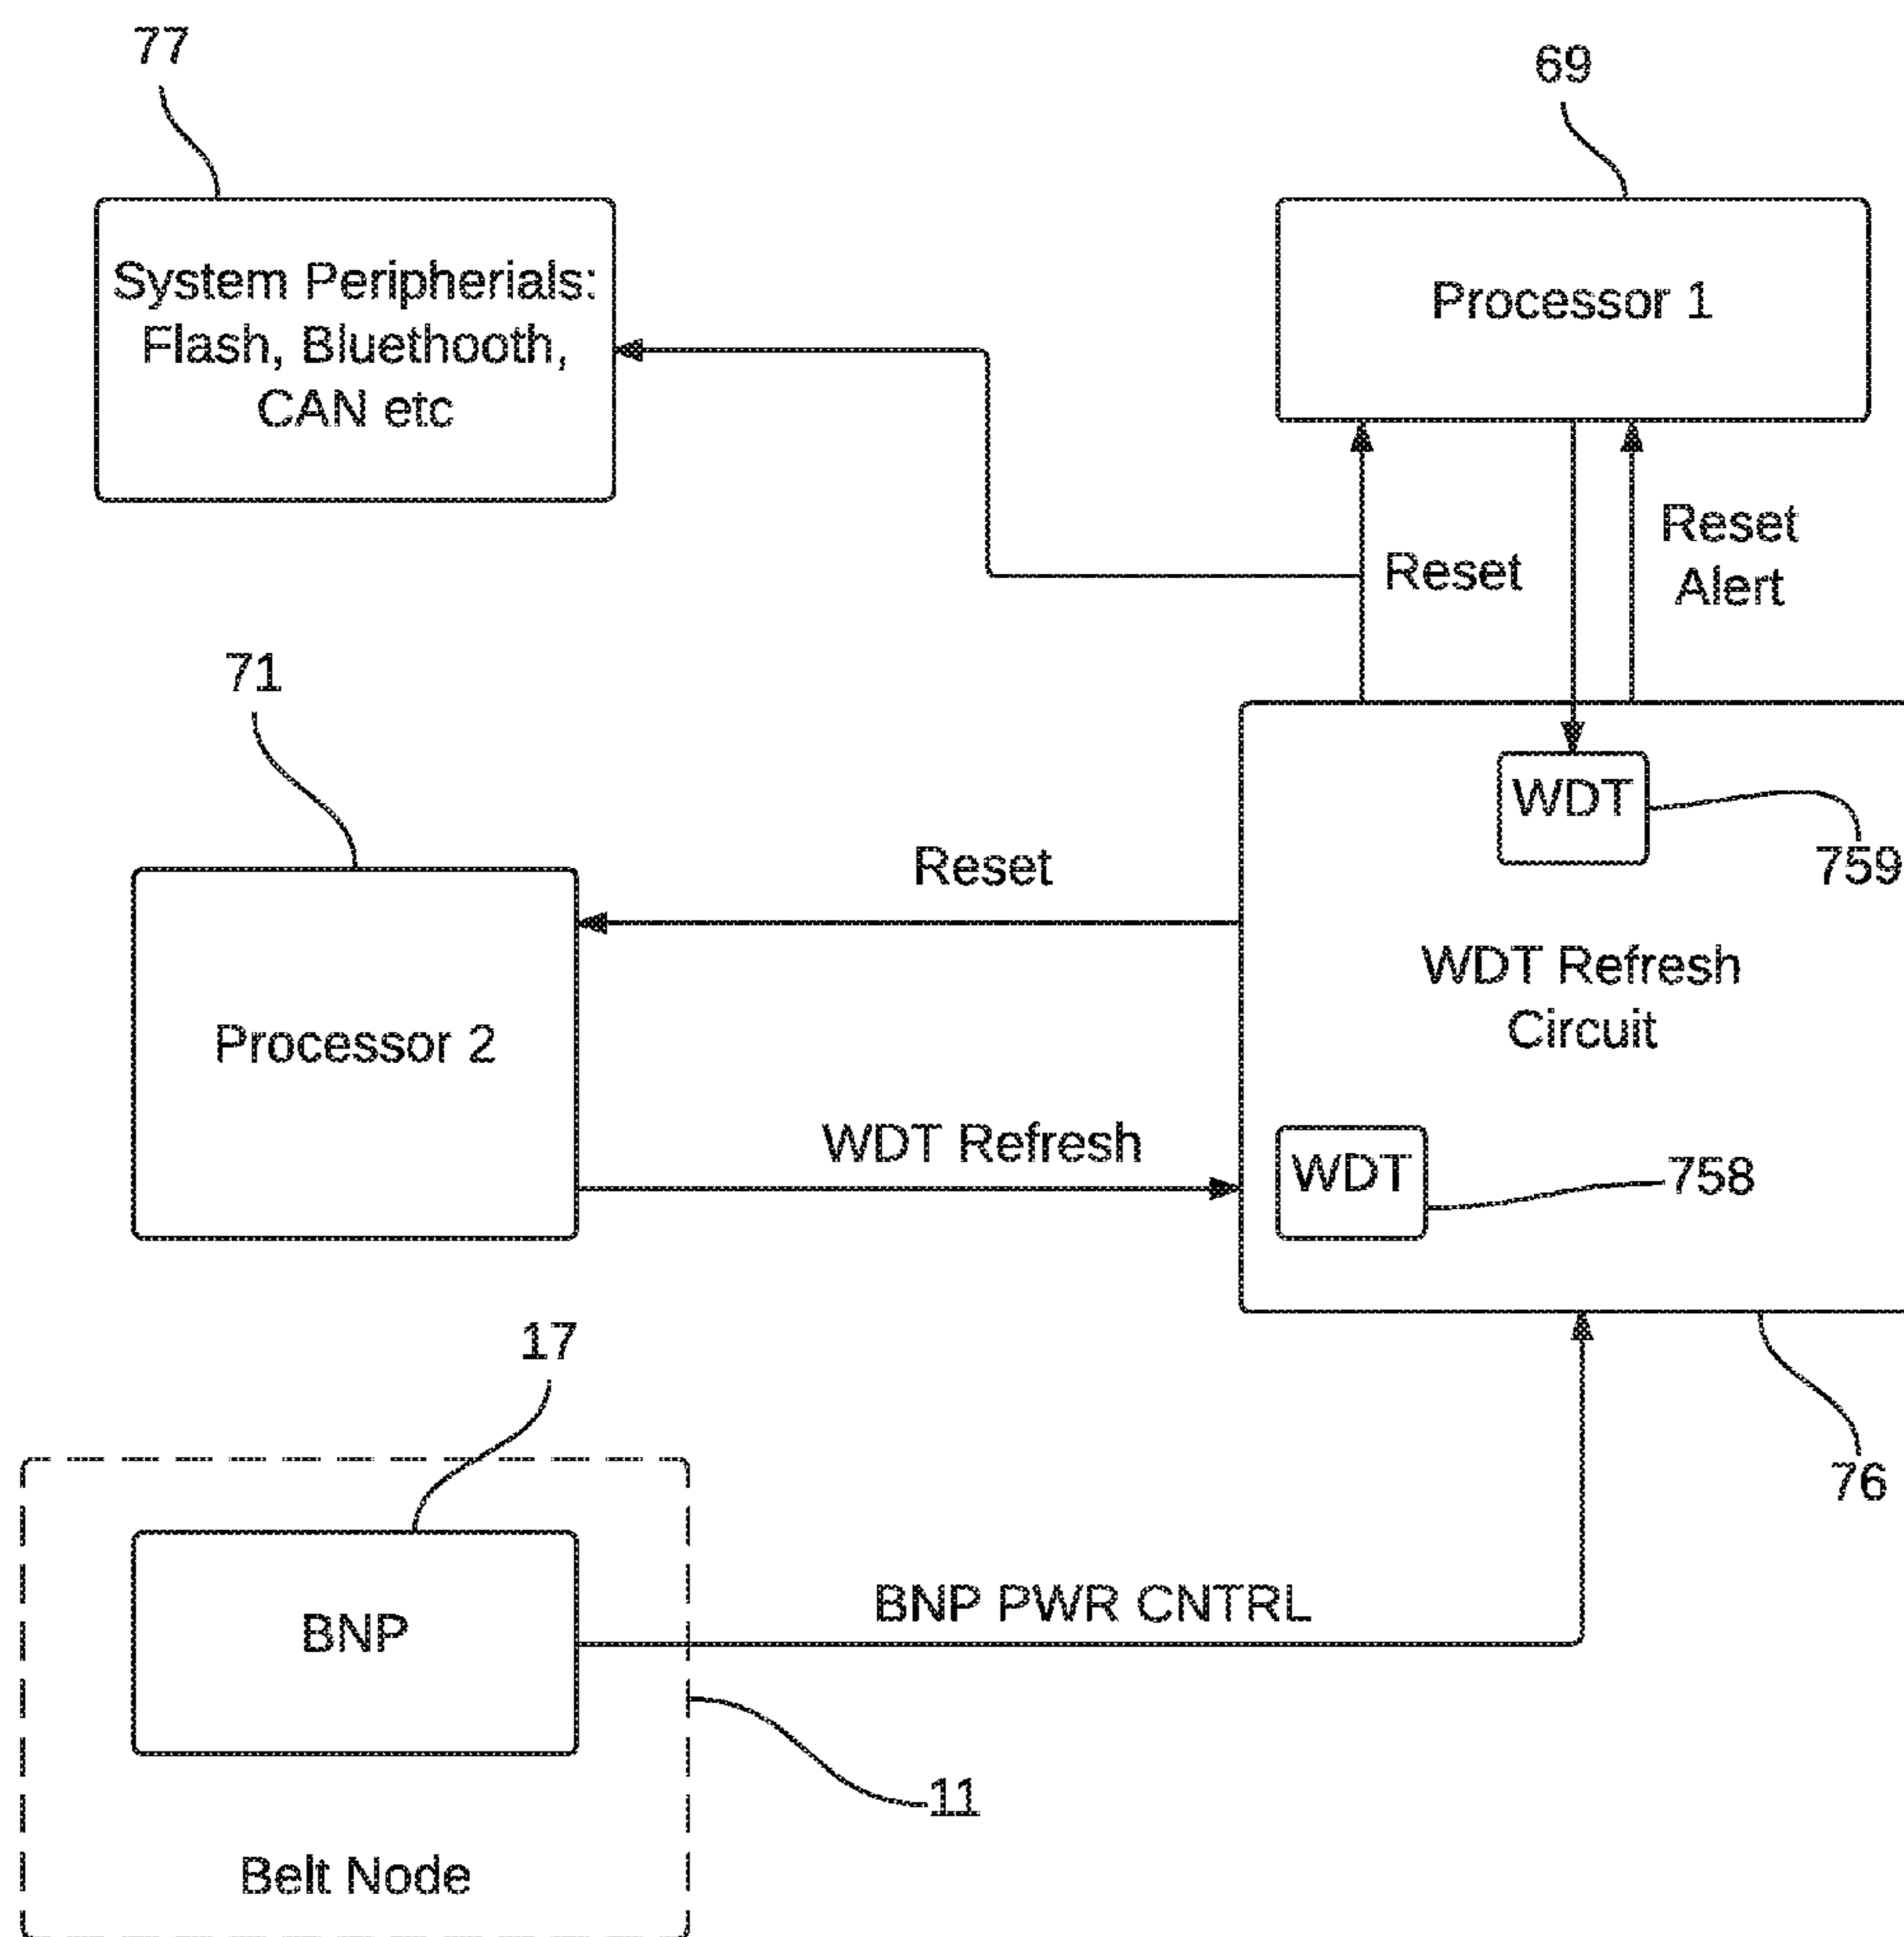 77
69
System Peripherials:
Flash, Bluethooth,
CAN etc
Processor 1
Reset
Reset
Alert
71
WDT
759
Reset
WDT Refresh
Circuit
Processor 2
WDT Refresh
WDT
758
17
76
BNP
BNP PWR CNTRL
11
Belt Node